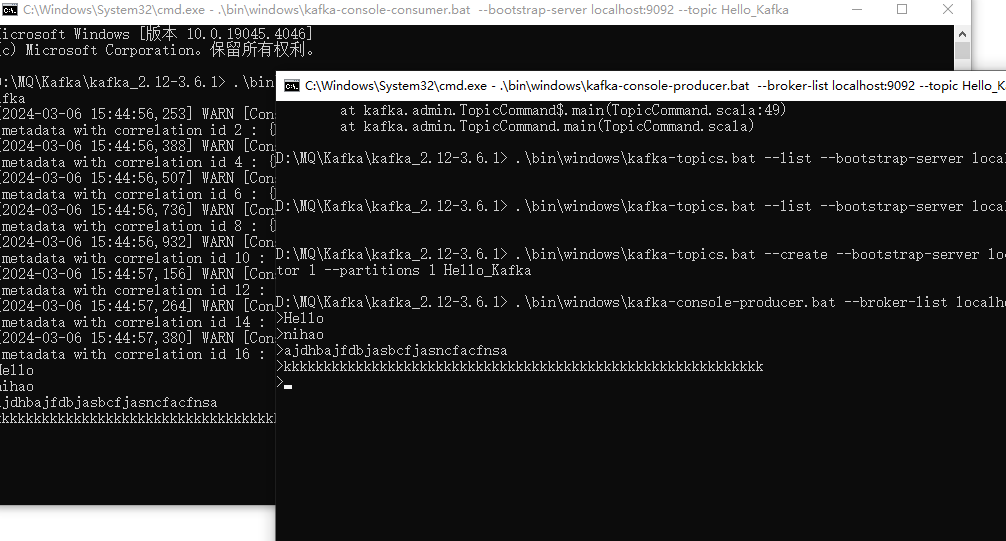 C:\Windows\System32\cmd.exe - .\bin\windows\kafka-console-consumer.bat --bootstrap-server localhost:9092 --topic Hello_Kafka
Microsoft Windows [版本 10.0.19045.4046]
(c) Microsoft Corporation。保留所有权利。
D:\MQ\Kafka\kafka_2.12-3.6.1> .\bin
afka
[2024-03-06 15:44:56,253] WARN [Con
metadata with correlation id 2 : {
[2024-03-06 15:44:56,388] WARN [Con
metadata with correlation id 4 : {
[2024-03-06 15:44:56,507] WARN [Con
metadata with correlation id 6 : {
[2024-03-06 15:44:56,736] WARN [Con
metadata with correlation id 8 : {
[2024-03-06 15:44:56,932] WARN [Con
metadata with correlation id 10 :
[2024-03-06 15:44:57,156] WARN [Con
metadata with correlation id 12 :
[2024-03-06 15:44:57,264] WARN [Con
metadata with correlation id 14 :
[2024-03-06 15:44:57,380] WARN [Con
metadata with correlation id 16 :
Hello
nihao
ajdhbajfdbjasbcfjasncfacfnsa
kkkkkkkkkkkkkkkkkkkkkkkkkkkkkkkkkkk
C:\Windows\System32\cmd.exe - .\bin\windows\kafka-console-producer.bat --broker-list localhost:9092 --topic Hello_K
at kafka.admin.TopicCommand$.main(TopicCommand.scala:49)
at kafka.admin.TopicCommand.main(TopicCommand.scala)
D:\MQ\Kafka\kafka_2.12-3.6.1> .\bin\windows\kafka-topics.bat --list --bootstrap-server loca
D:\MQ\Kafka\kafka_2.12-3.6.1> .\bin\windows\kafka-topics.bat --list --bootstrap-server loca
D:\MQ\Kafka\kafka_2.12-3.6.1> .\bin\windows\kafka-topics.bat --create --bootstrap-server loc
tor 1 --partitions 1 Hello_Kafka
D:\MQ\Kafka\kafka_2.12-3.6.1> .\bin\windows\kafka-console-producer.bat --broker-list localh
>Hello
>nihao
>ajdhbajfdbjasbcfjasncfacfnsa
>kkkkkkkkkkkkkkkkkkkkkkkkkkkkkkkkkkkkkkkkkkkkkkkkkkkkkkkkkkkk
>